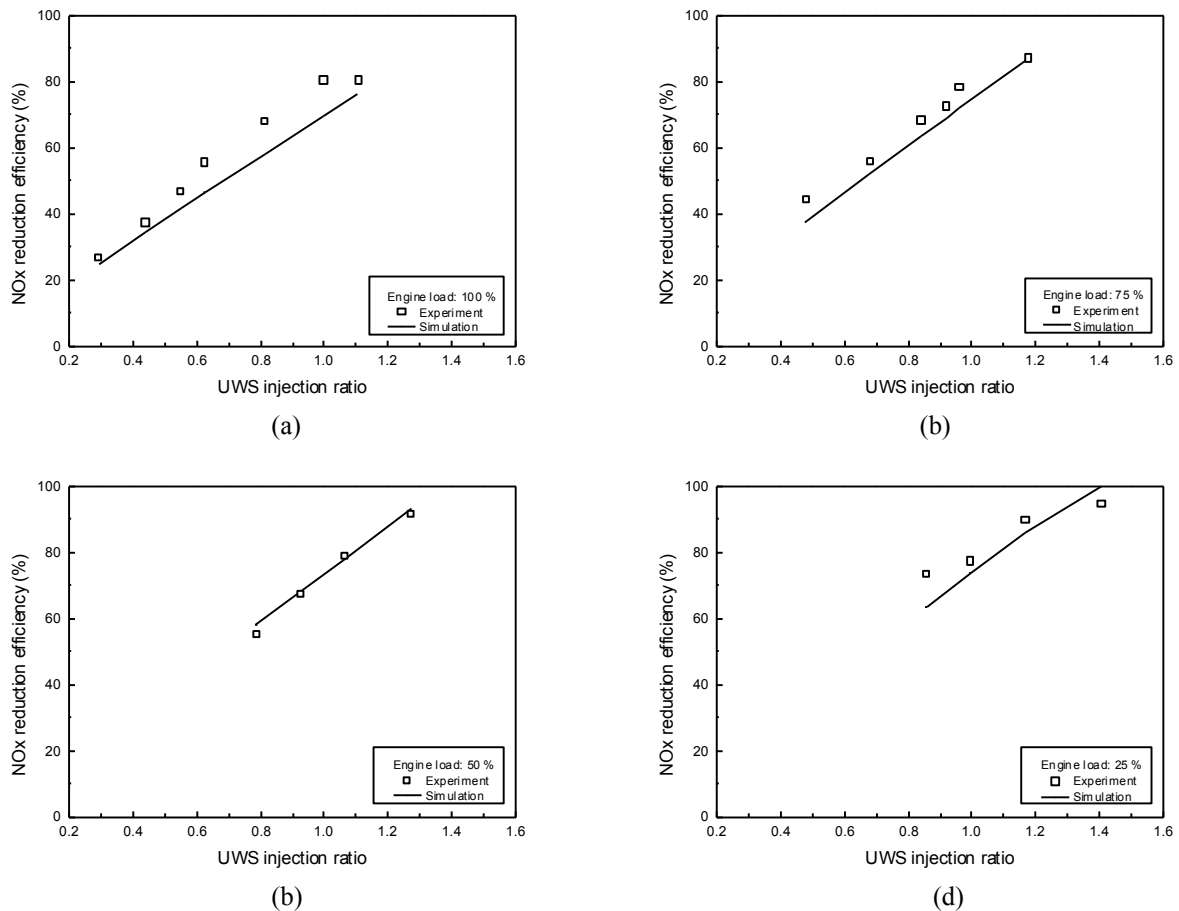 100
80
60
40
20
0
NOx reduction efficiency (%)
Engine load: 100 %
Experiment
Simulation
0.2 0.4 0.6 0.8 1.0 1.2 1.4 1.6
UWS injection ratio
(a)
100
80
60
40
20
0
NOx reduction efficiency (%)
Engine load: 75 %
Experiment
Simulation
0.2 0.4 0.6 0.8 1.0 1.2 1.4 1.6
UWS injection ratio
(b)
100
80
60
40
20
0
NOx reduction efficiency (%)
Engine load: 50 %
Experiment
Simulation
0.2 0.4 0.6 0.8 1.0 1.2 1.4 1.6
UWS injection ratio
(b)
100
80
60
40
20
0
NOx reduction efficiency (%)
Engine load: 25 %
Experiment
Simulation
0.2 0.4 0.6 0.8 1.0 1.2 1.4 1.6
UWS injection ratio
(d)